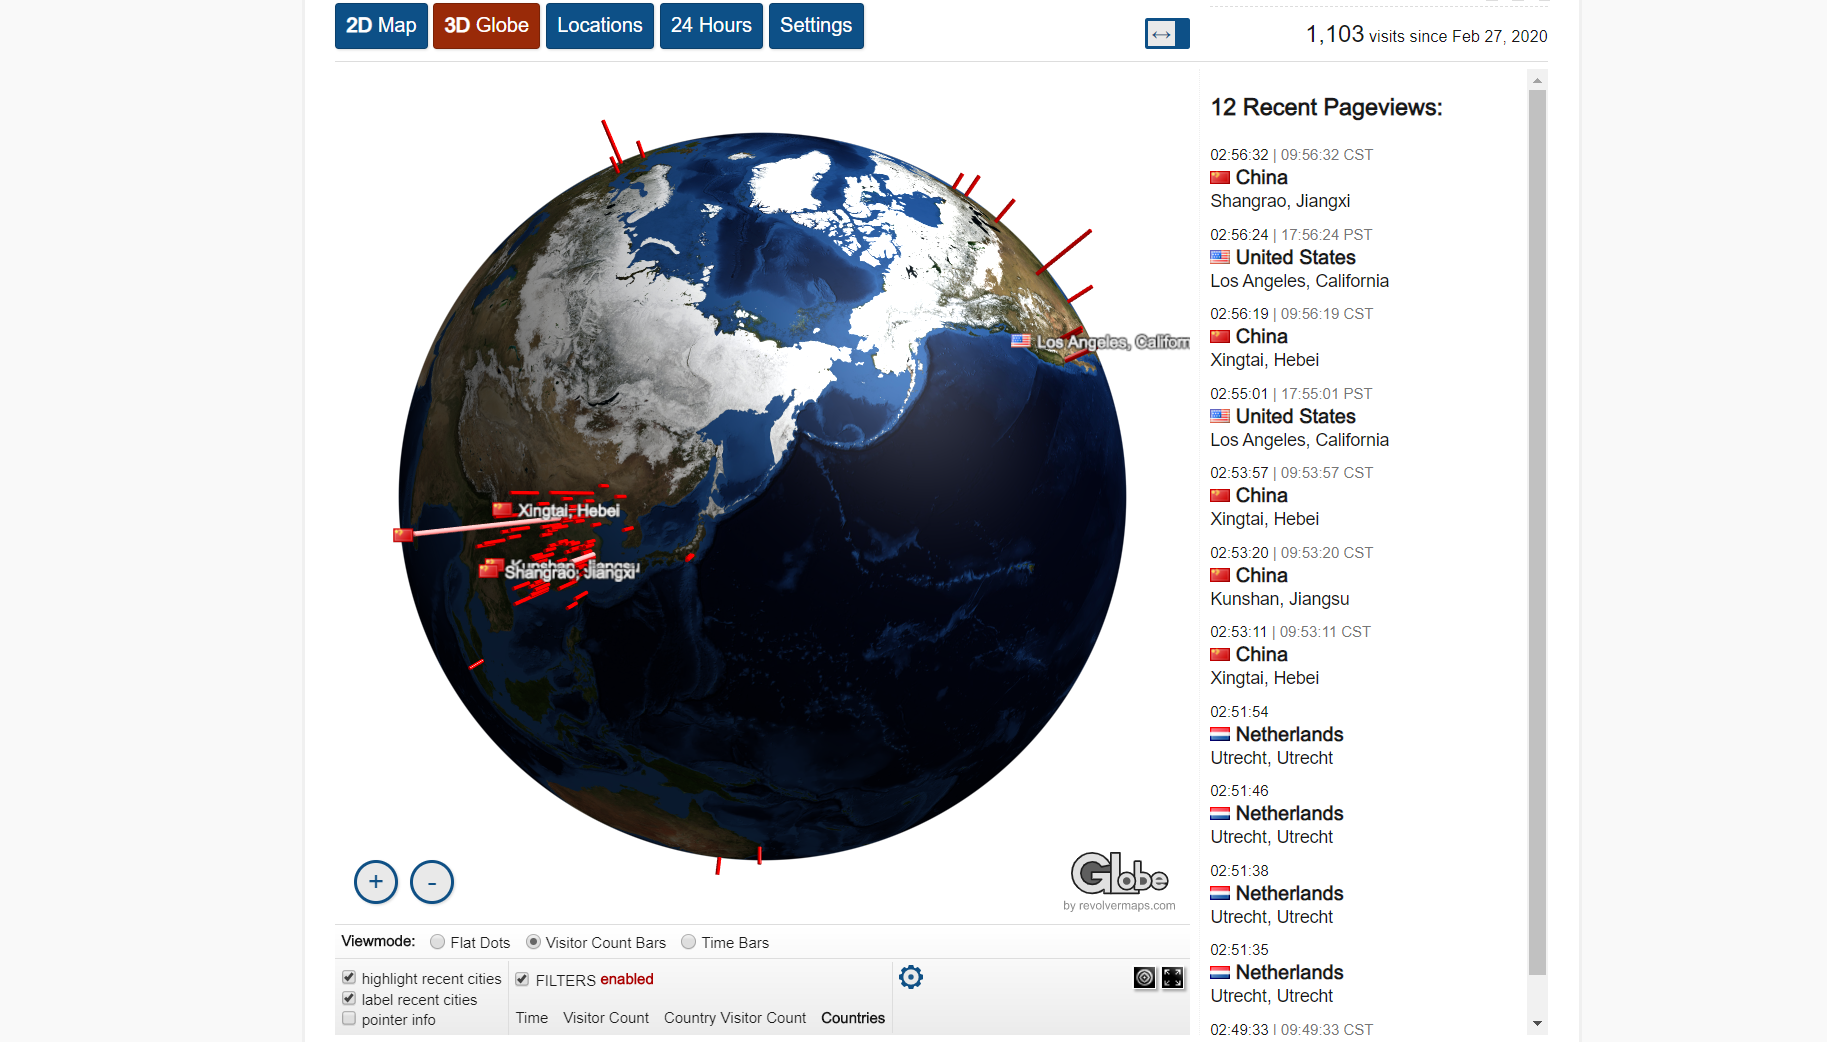 2D Map
3D Globe
Locations
24 Hours
Settings
1,103 visits since Feb 27, 2020
Los Angeles, Californ
Xingtai, Hebei
Kunshan, Jiangsu
Shangrao, Jiangxi
+
-
Globe
by revolvermaps.com
Viewmode:
Flat Dots
Visitor Count Bars
Time Bars
highlight recent cities
label recent cities
pointer info
FILTERS enabled
Time
Visitor Count
Country Visitor Count
Countries
12 Recent Pageviews:
02:56:32 | 09:56:32 CST
China
Shangrao, Jiangxi
02:56:24 | 17:56:24 PST
United States
Los Angeles, California
02:56:19 | 09:56:19 CST
China
Xingtai, Hebei
02:55:01 | 17:55:01 PST
United States
Los Angeles, California
02:53:57 | 09:53:57 CST
China
Xingtai, Hebei
02:53:20 | 09:53:20 CST
China
Kunshan, Jiangsu
02:53:11 | 09:53:11 CST
China
Xingtai, Hebei
02:51:54
Netherlands
Utrecht, Utrecht
02:51:46
Netherlands
Utrecht, Utrecht
02:51:38
Netherlands
Utrecht, Utrecht
02:51:35
Netherlands
Utrecht, Utrecht
02:49:33 | 09:49:33 CST